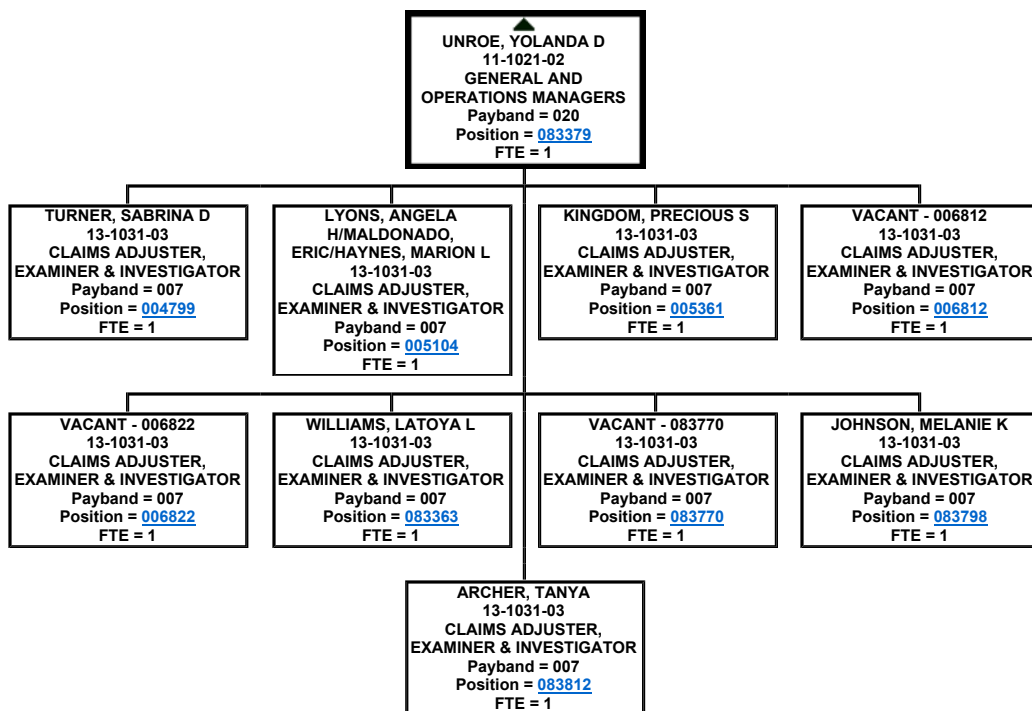 UNROE, YOLANDA D
11-1021-02
GENERAL AND
OPERATIONS MANAGERS
Payband = 020
Position = 083379
FTE = 1
TURNER, SABRINA D
13-1031-03
CLAIMS ADJUSTER,
EXAMINER & INVESTIGATOR
Payband = 007
Position = 004799
FTE = 1
LYONS, ANGELA
H/MALDONADO,
ERIC/HAYNES, MARION L
13-1031-03
CLAIMS ADJUSTER,
EXAMINER & INVESTIGATOR
Payband = 007
Position = 005104
FTE = 1
KINGDOM, PRECIOUS S
13-1031-03
CLAIMS ADJUSTER,
EXAMINER & INVESTIGATOR
Payband = 007
Position = 005361
FTE = 1
VACANT - 006812
13-1031-03
CLAIMS ADJUSTER,
EXAMINER & INVESTIGATOR
Payband = 007
Position = 006812
FTE = 1
VACANT - 006822
13-1031-03
CLAIMS ADJUSTER,
EXAMINER & INVESTIGATOR
Payband = 007
Position = 006822
FTE = 1
WILLIAMS, LATOYA L
13-1031-03
CLAIMS ADJUSTER,
EXAMINER & INVESTIGATOR
Payband = 007
Position = 083363
FTE = 1
VACANT - 083770
13-1031-03
CLAIMS ADJUSTER,
EXAMINER & INVESTIGATOR
Payband = 007
Position = 083770
FTE = 1
JOHNSON, MELANIE K
13-1031-03
CLAIMS ADJUSTER,
EXAMINER & INVESTIGATOR
Payband = 007
Position = 083798
FTE = 1
ARCHER, TANYA
13-1031-03
CLAIMS ADJUSTER,
EXAMINER & INVESTIGATOR
Payband = 007
Position = 083812
FTE = 1